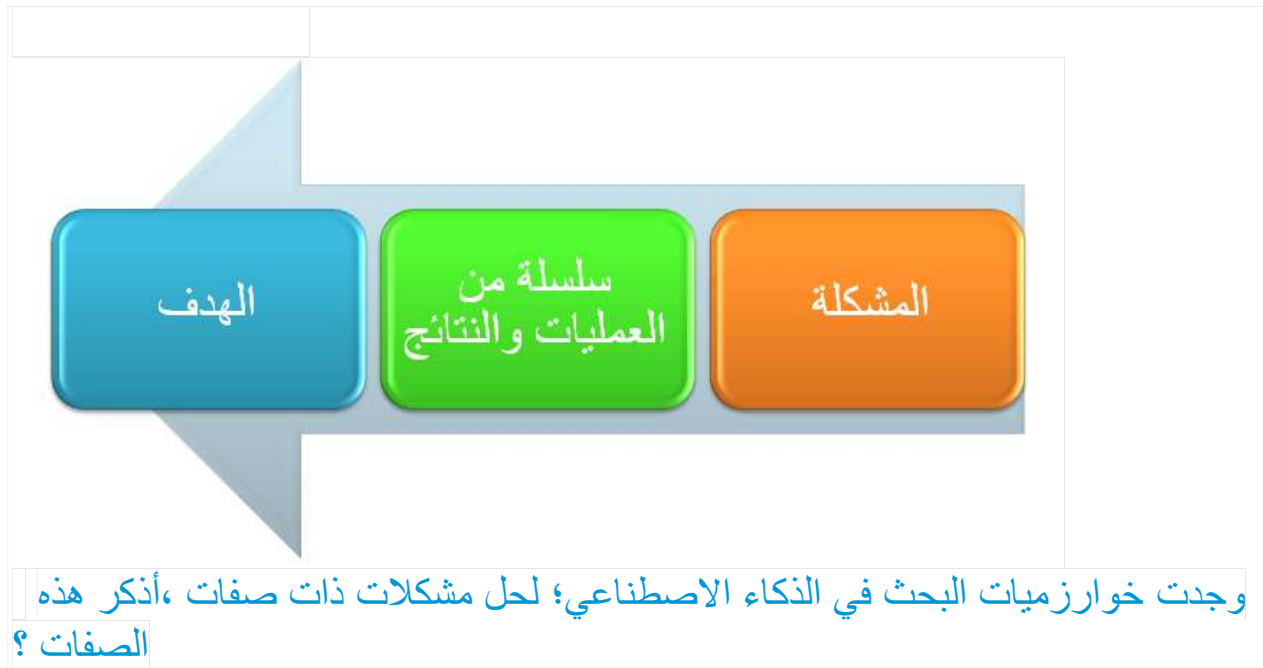 المشكلة
سلسلة من
العمليات والنتائج
الهدف
وجدت خوارزميات البحث في الذكاء الاصطناعي؛ لحل مشكلات ذات صفات ،أذكر هذه
الصفات ؟